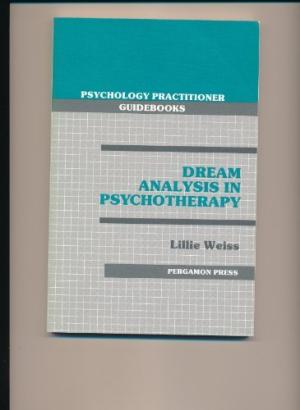 PSYCHOLOGY PRACTITIONER
GUIDEBOOKS
DREAM
ANALYSIS IN
PSYCHOTHERAPY
Lillie Weiss
PERGAMON PRESS